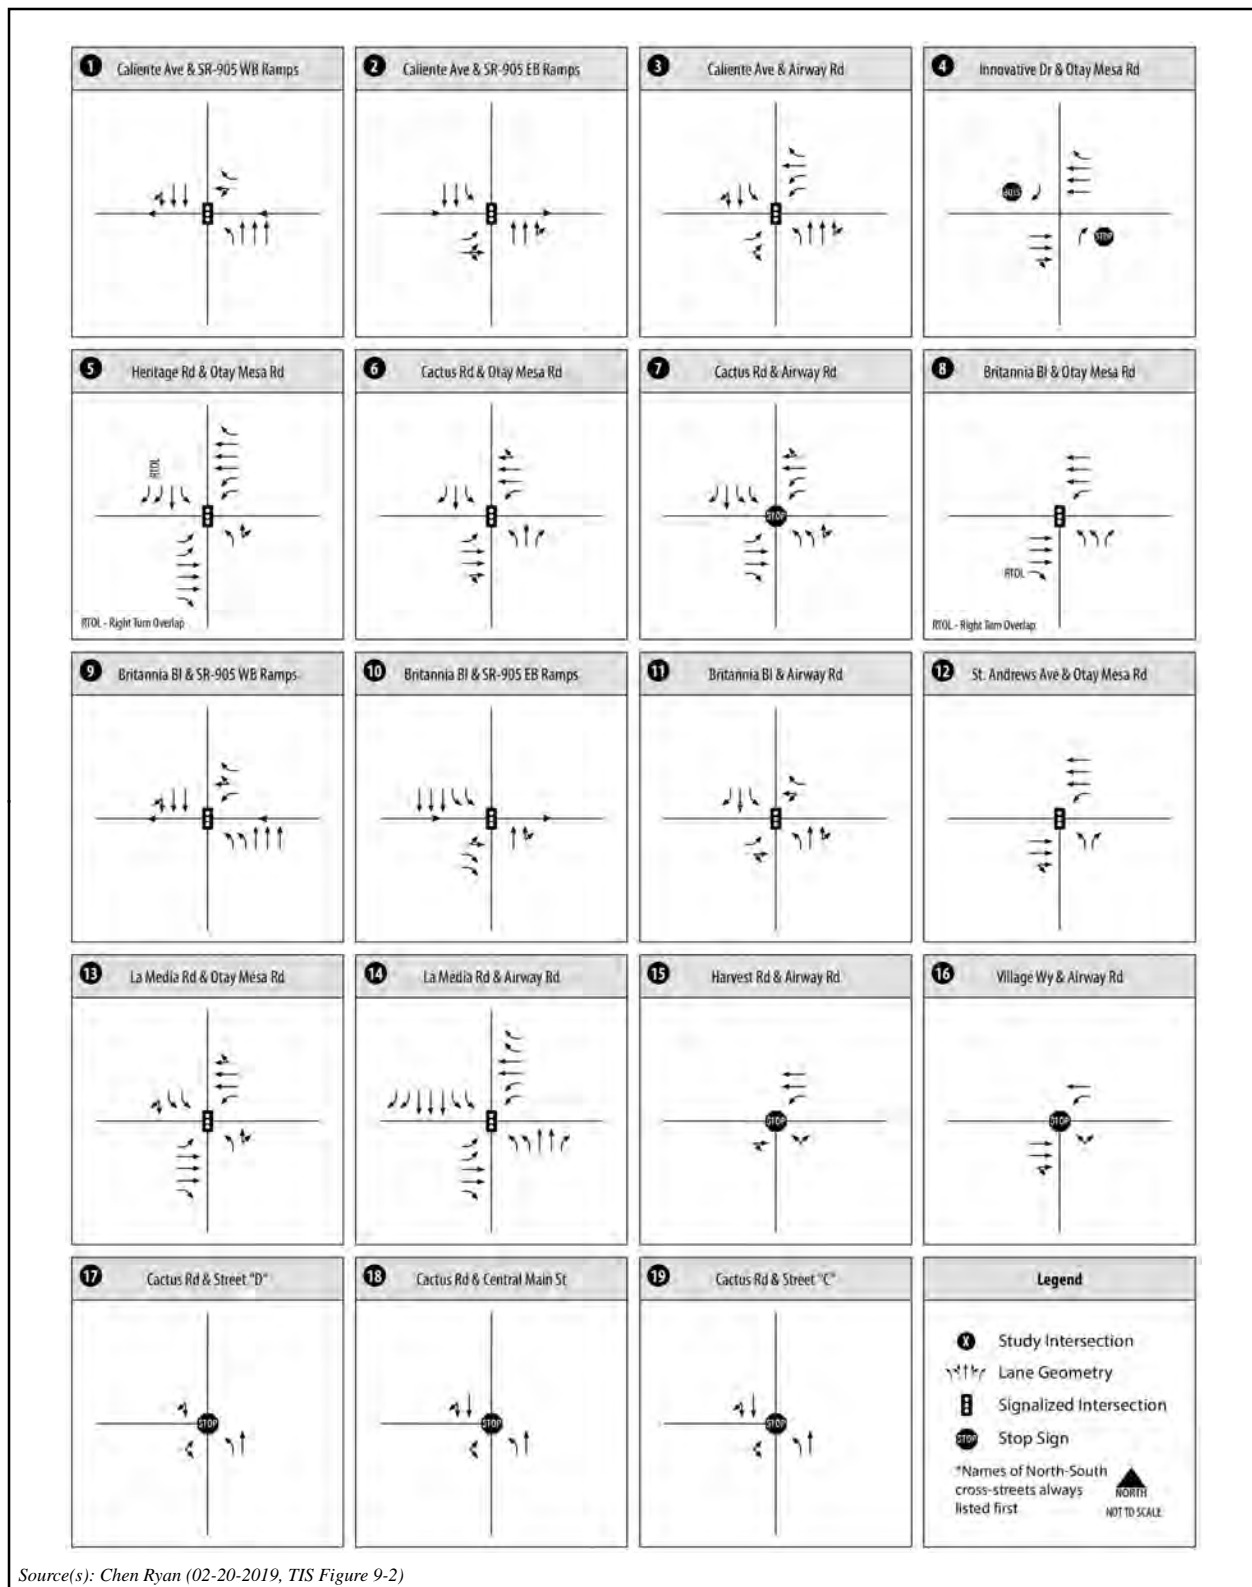 1 Caliente Ave & SR-905 WB Ramps
2 Caliente Ave & SR-905 EB Ramps
3 Caliente Ave & Airway Rd
4 Innovative Dr & Otay Mesa Rd
STOP
STOP
5 Heritage Rd & Otay Mesa Rd
RTOL
RTOL - Right Turn Overlap
6 Cactus Rd & Otay Mesa Rd
7 Cactus Rd & Airway Rd
STOP
8 Britannia Bl & Otay Mesa Rd
RTOL
RTOL - Right Turn Overlap
9 Britannia Bl & SR-905 WB Ramps
10 Britannia Bl & SR-905 EB Ramps
11 Britannia Bl & Airway Rd
12 St. Andrews Ave & Otay Mesa Rd
13 La Media Rd & Otay Mesa Rd
14 La Media Rd & Airway Rd
15 Harvest Rd & Airway Rd
STOP
16 Village Wy & Airway Rd
STOP
17 Cactus Rd & Street "D"
STOP
18 Cactus Rd & Central Main St
STOP
19 Cactus Rd & Street "C"
STOP
Legend
X Study Intersection
Lane Geometry
Signalized Intersection
STOP Stop Sign
*Names of North-South
cross-streets always
listed first
NORTH
NOT TO SCALE
Source(s): Chen Ryan (02-20-2019, TIS Figure 9-2)